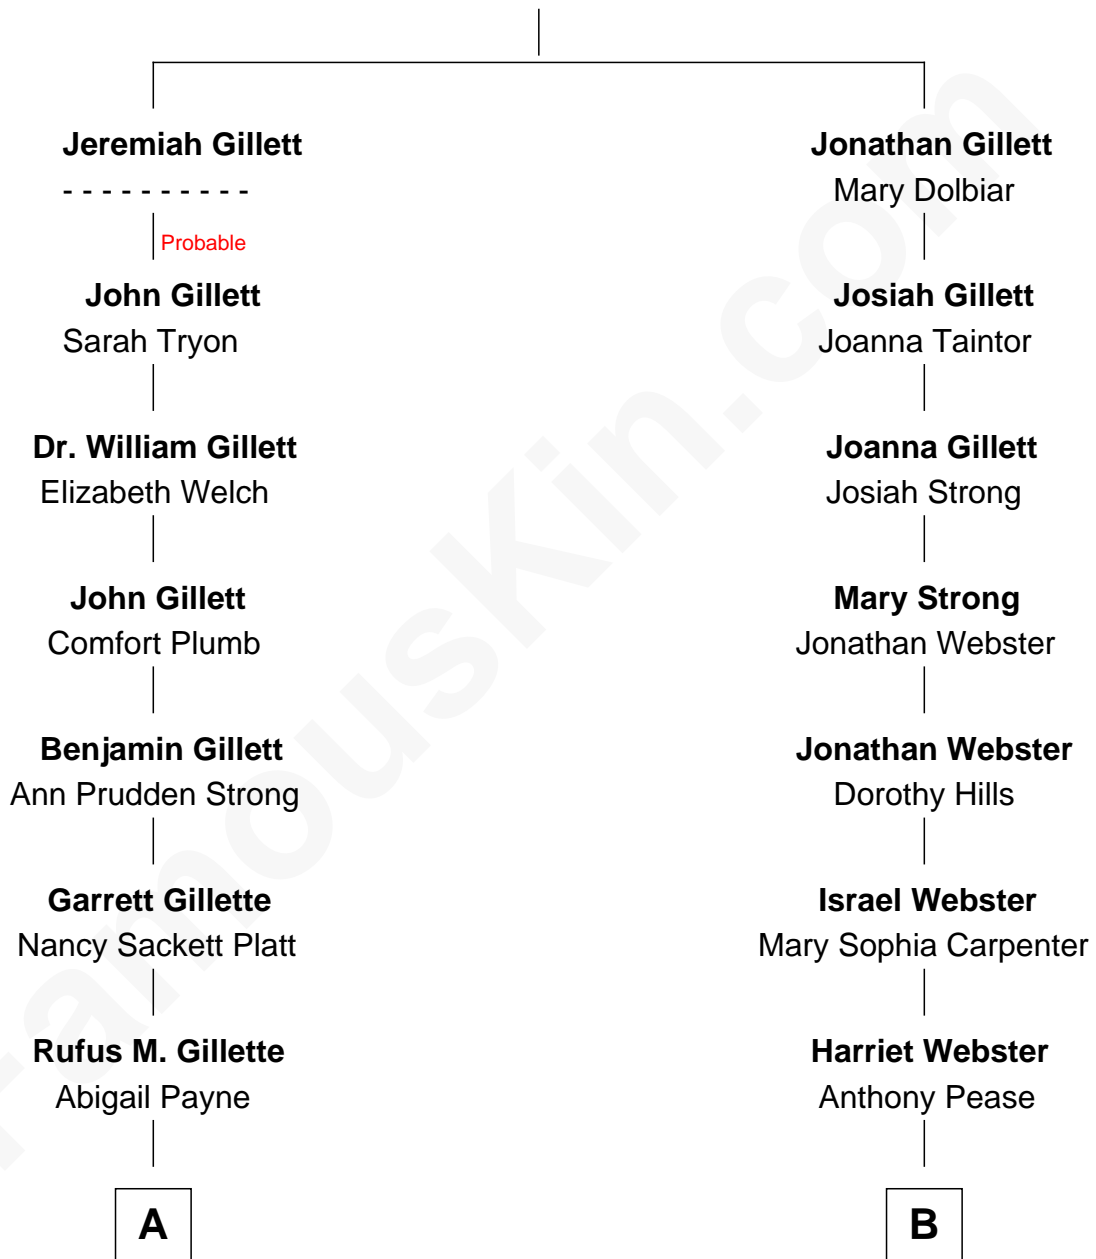 Jeremiah Gillett
- - - - - - - - - -
Probable
John Gillett
Sarah Tryon
Dr. William Gillett
Elizabeth Welch
John Gillett
Comfort Plumb
Benjamin Gillett
Ann Prudden Strong
Garrett Gillette
Nancy Sackett Platt
Rufus M. Gillette
Abigail Payne
A
Jonathan Gillett
Mary Dolbiar
Josiah Gillett
Joanna Taintor
Joanna Gillett
Josiah Strong
Mary Strong
Jonathan Webster
Jonathan Webster
Dorothy Hills
Israel Webster
Mary Sophia Carpenter
Harriet Webster
Anthony Pease
B
FamousKin.com